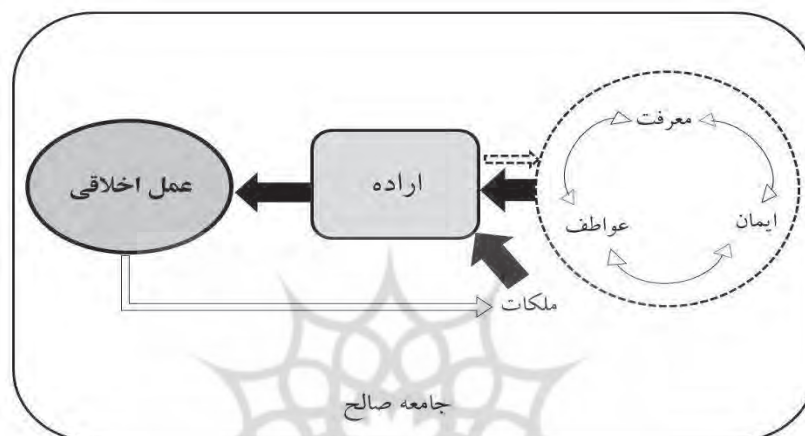 معرفت
ایمان
عواطف
اراده
عمل اخلاقی
ملکات
جامعه صالح